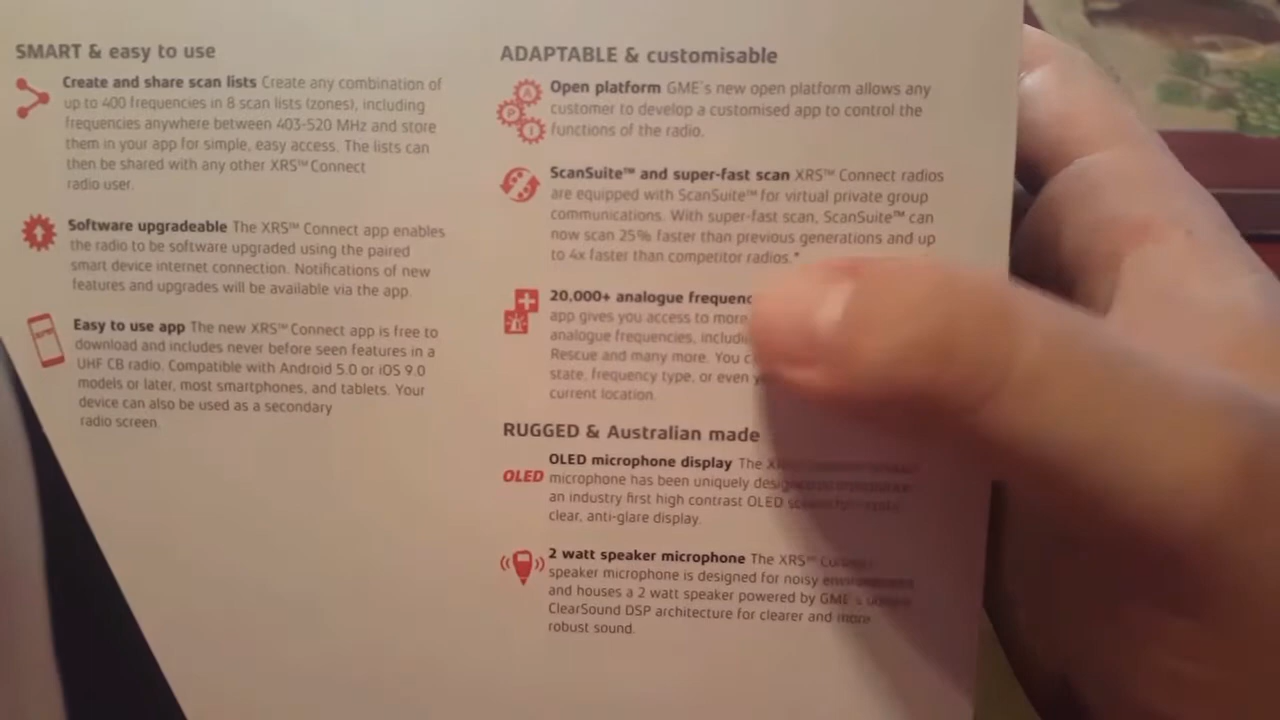 SMART & easy to use
Create and share scan lists Create any combination of
up to 400 frequencies in 8 scan lists (zones), including
frequencies anywhere between 403-520 MHz and store
them in your app for simple, easy access. The lists can
then be shared with any other XRS™ Connect
radio user.
Software upgradeable The XRS™ Connect app enables
the radio to be software upgraded using the paired
smart device internet connection. Notifications of new
features and upgrades will be available via the app.
Easy to use app The new XRS™ Connect app is free to
download and includes never before seen features in a
UHF CB radio. Compatible with Android 5.0 or iOS 9.0
models or later, most smartphones, and tablets. Your
device can also be used as a secondary
radio screen.
ADAPTABLE & customisable
A
P
I
Open platform GME's new open platform allows any
customer to develop a customised app to control the
functions of the radio.
ScanSuite™ and super-fast scan XRS™ Connect radios
are equipped with ScanSuite™ for virtual private group
communications. With super-fast scan, ScanSuite™ can
now scan 25% faster than previous generations and up
to 4x faster than competitor radios.*
20,000+ analogue
app gives you access to more
analogue frequencies,
Rescue and many more. You
state, frequency type, or even
current location.
RUGGED & Australian made
OLED
OLED microphone display The
microphone has been uniquely
an industry first high contrast OLED
clear, anti-glare display.
2 watt speaker microphone The XRS™
speaker microphone is designed for noisy
and houses a 2 watt speaker powered by GME's
ClearSound DSP architecture for clearer and more
robust sound.